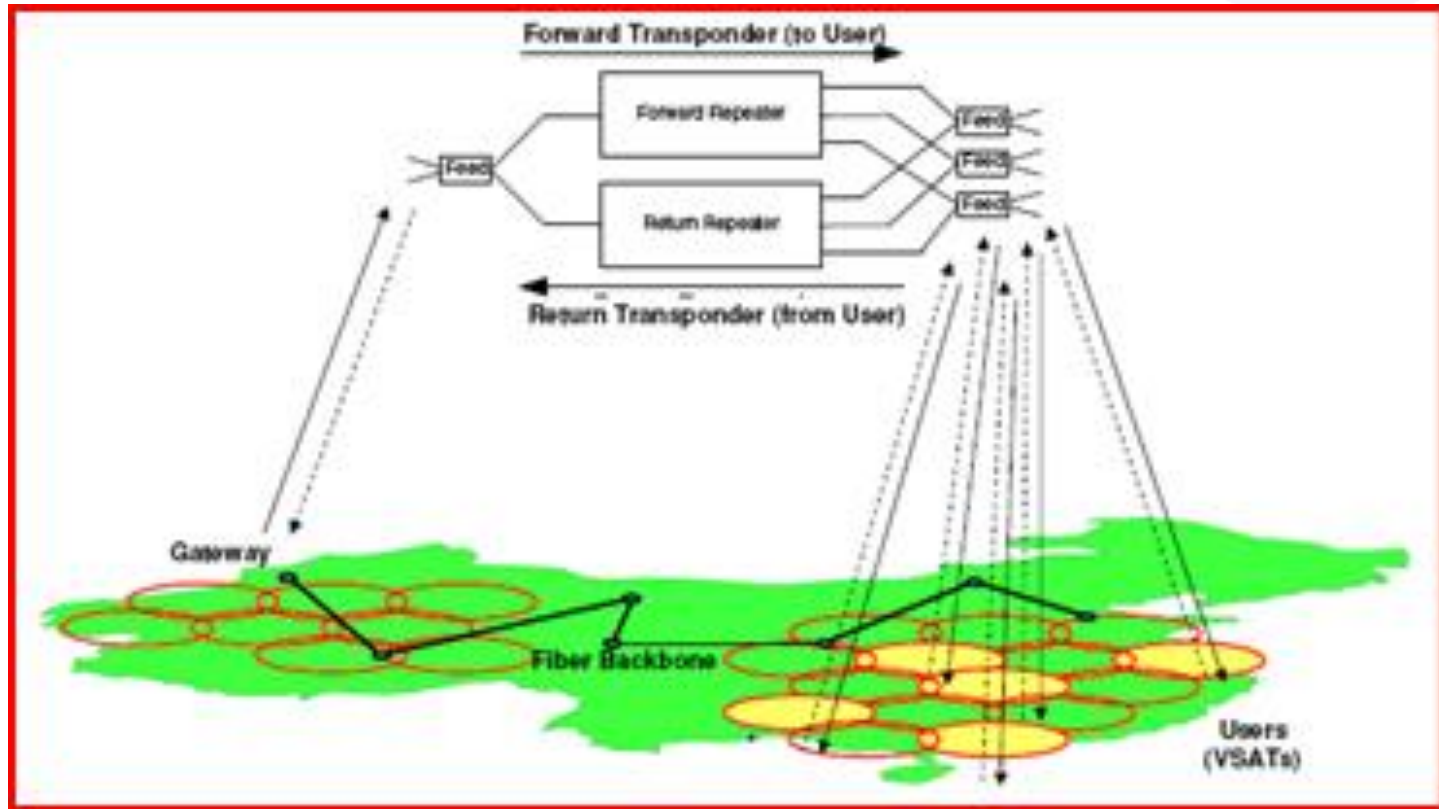 Forward Transponder (to User)
Forward Repeater
Feed
Feed
Feed
Feed
Return Repeater
Return Transponder (from User)
Gateway
Fiber Backbone
Users
(VSATs)